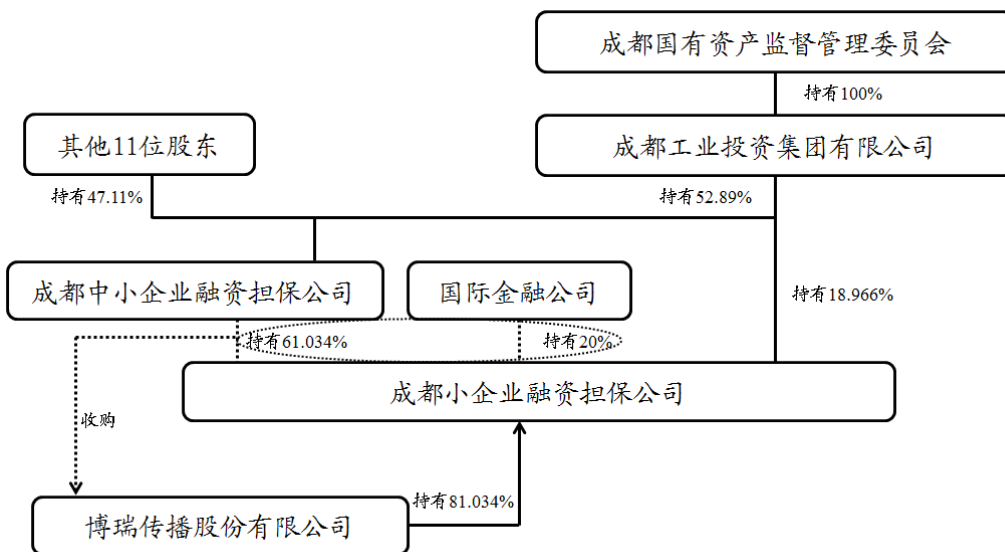 成都国有资产监督管理委员会
持有100%
其他11位股东
成都工业投资集团有限公司
持有47.11%
持有52.89%
成都中小企业融资担保公司
国际金融公司
持有18.966%
持有61.034%
持有20%
成都小企业融资担保公司
收购
持有81.034%
博瑞传播股份有限公司